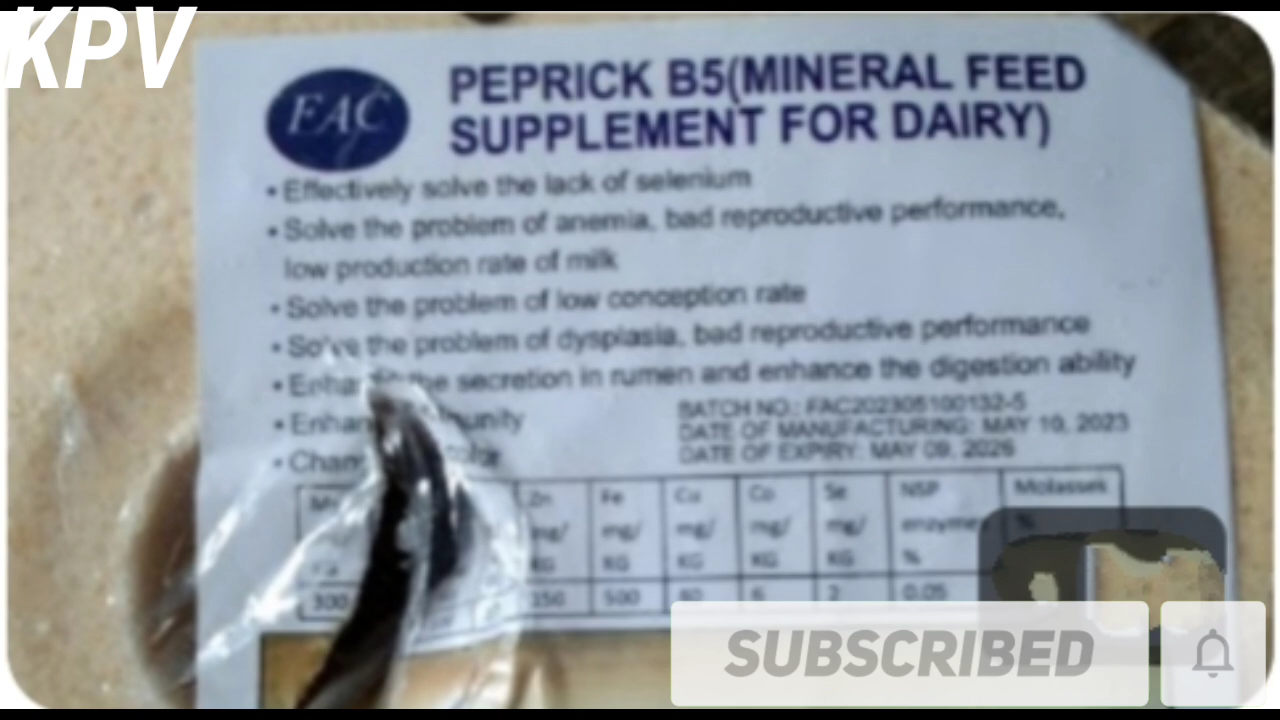 KPV
FAC
PEPRICK B5(MINERAL FEED
SUPPLEMENT FOR DAIRY)
• Effectively solve the lack of selenium
• Solve the problem of anemia, bad reproductive performance,
low production rate of milk
• Solve the problem of low conception rate
• Solve the problem of dysplasia, bad reproductive performance
• the secretion in rumen and enhance the digestion ability
BATCH NO.: FAC202305100132-5
DATE OF MANUFACTURING: MAY 10, 2023
DATE OF EXPIRY: MAY 09, 2026
Zn Fe Cu Co Se NSP Molasses
mg/ mg/ mg/ mg/ mg/ enzyme %
KG KG KG KG KG %
300 350 500 6 2 0.05
SUBSCRIBED